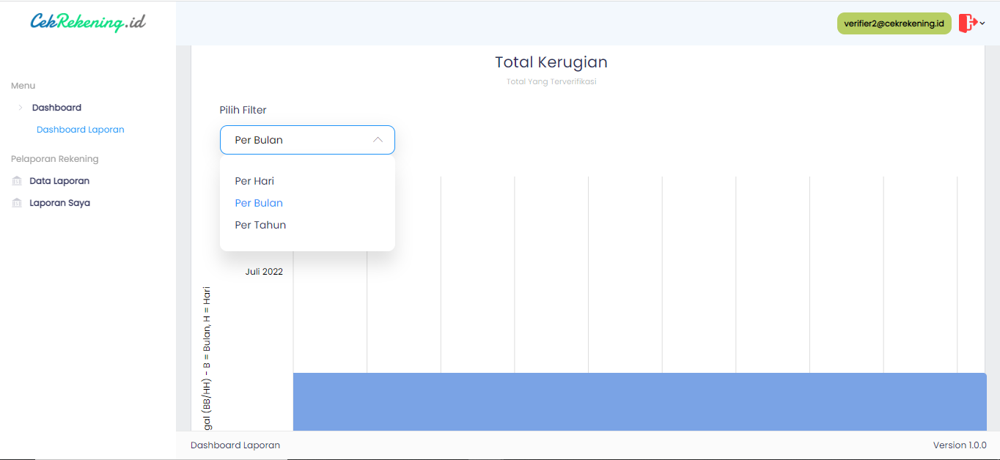 CekRekening.id
verifier2@cekrekening.id
Menu
Dashboard
Dashboard Laporan
Pelaporan Rekening
Data Laporan
Laporan Saya
Total Kerugian
Total Yang Terverifikasi
Pilih Filter
Per Bulan
Per Hari
Per Bulan
Per Tahun
Juli 2022
gal (BB/HH) - B = Bulan, H = Hari
Dashboard Laporan
Version 1.0.0